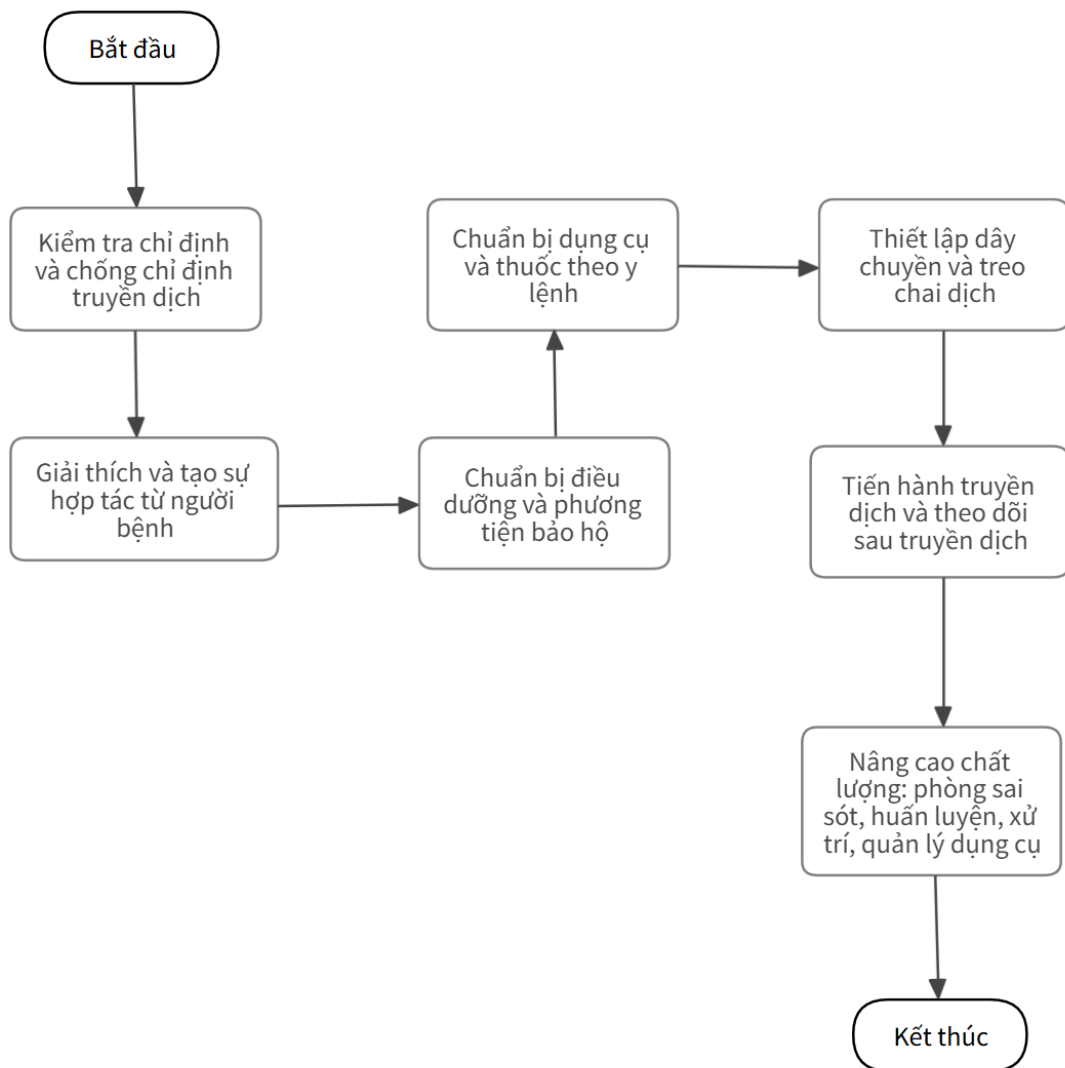 Bắt đầu
Kiểm tra chỉ định
và chống chỉ định
truyền dịch
Giải thích và tạo sự
hợp tác từ người
bệnh
Chuẩn bị điều
dưỡng và phương
tiện bảo hộ
Chuẩn bị dụng cụ
và thuốc theo y
lệnh
Thiết lập dây
chuyền và treo
chai dịch
Tiến hành truyền
dịch và theo dõi
sau truyền dịch
Nâng cao chất
lượng: phòng sai
sót, huấn luyện, xử
trí, quản lý dụng cụ
Kết thúc